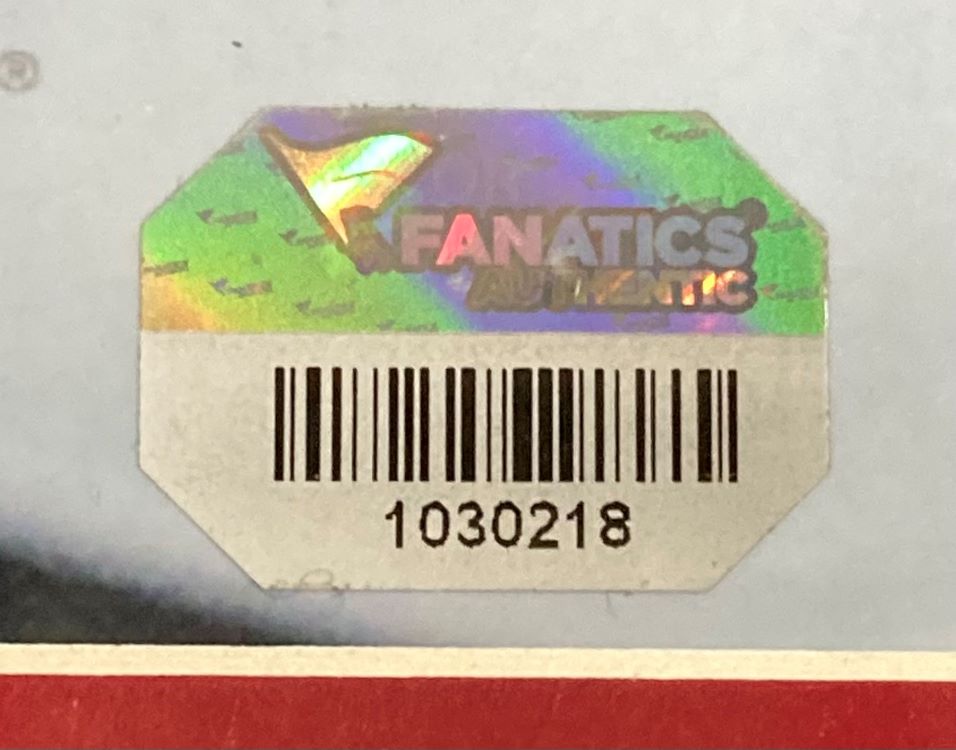 ®
FANATICS
AUTHENTIC
1030218